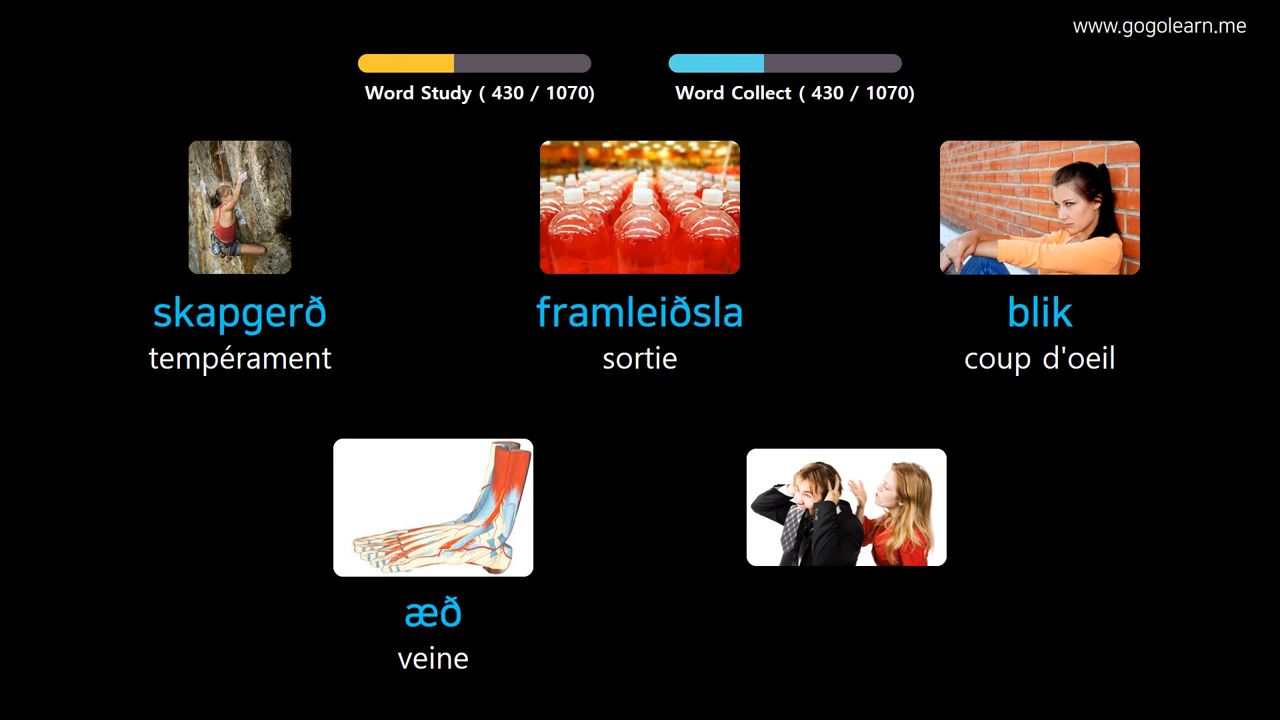 www.gogolearn.me
Word Study ( 430 / 1070)
Word Collect ( 430 / 1070)
skapgerð
tempérament
framleiðsla
sortie
blik
coup d'oeil
æð
veine